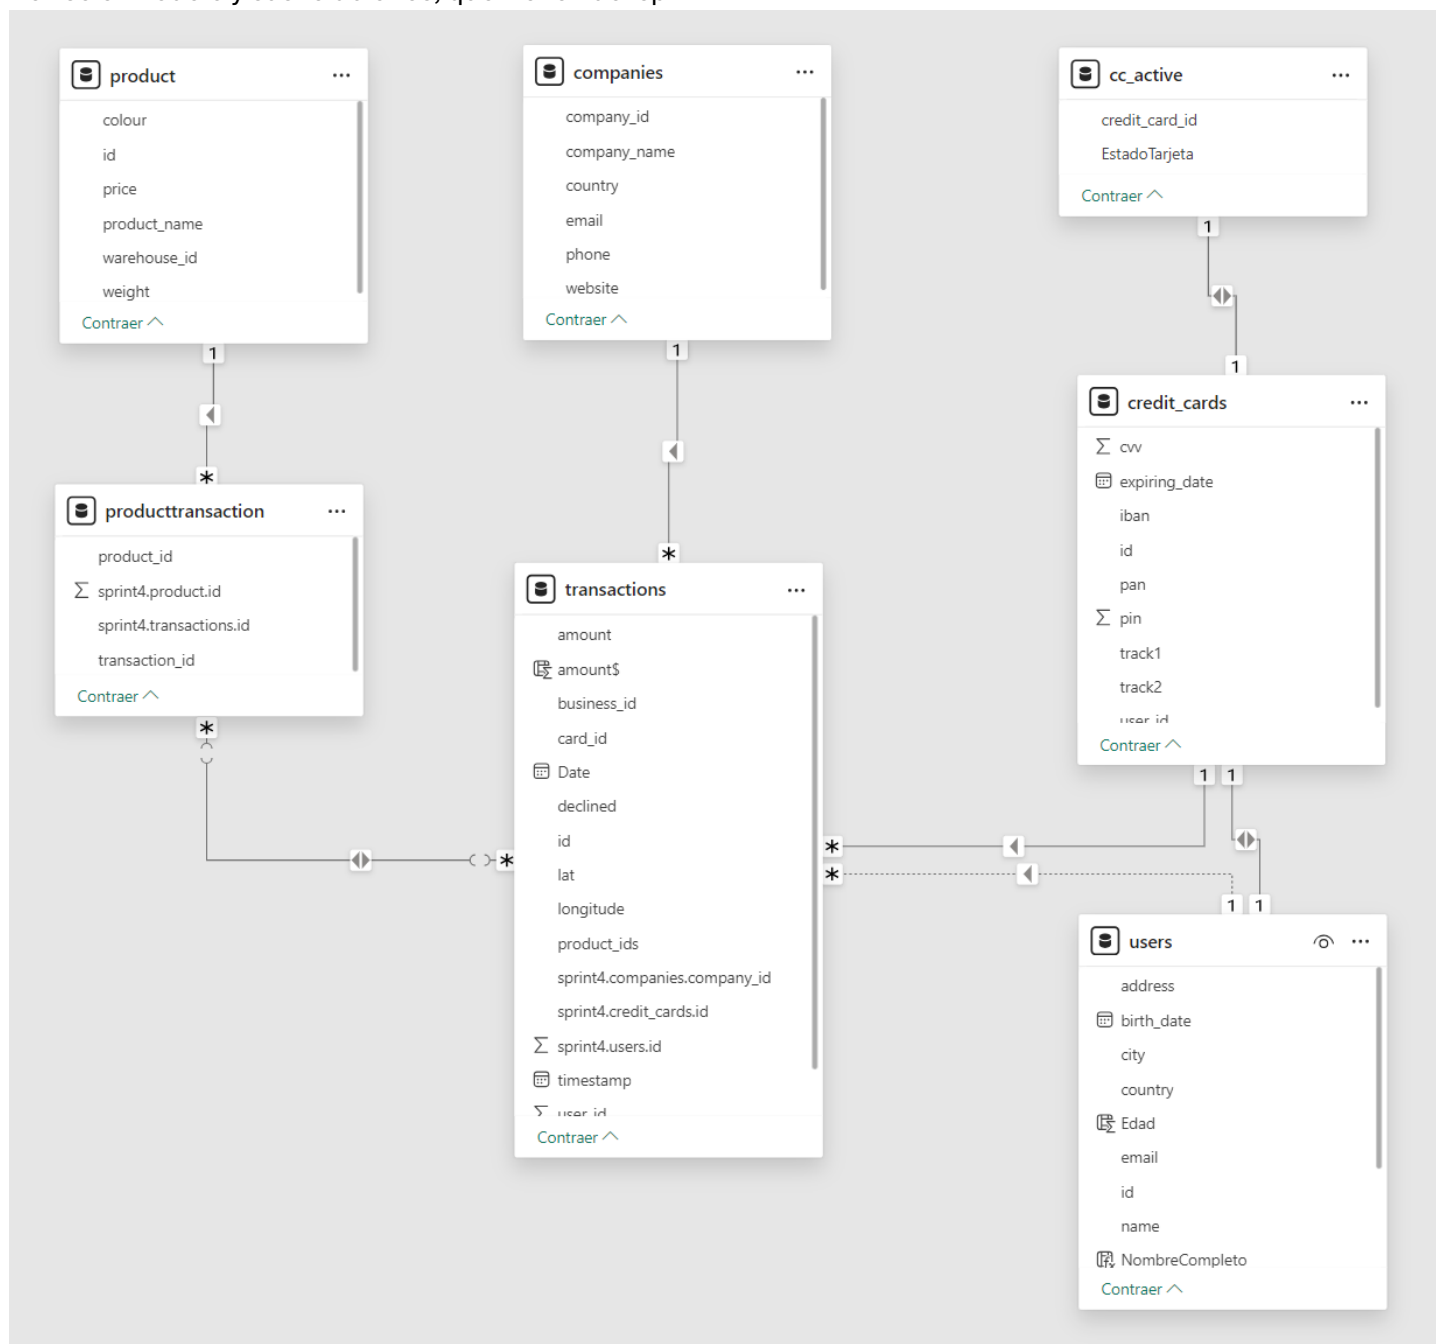 product
colour
id
price
product_name
warehouse_id
weight
Contraer
companies
company_id
company_name
country
email
phone
website
Contraer
cc_active
credit_card_id
EstadoTarjeta
Contraer
1
1
1
1
*
*
producttransaction
product_id
sprint4.product.id
sprint4.transactions.id
transaction_id
Contraer
*
*
transactions
amount
amount$
business_id
card_id
Date
declined
id
lat
longitude
product_ids
sprint4.companies.company_id
sprint4.credit_cards.id
sprint4.users.id
timestamp
user_id
Contraer
credit_cards
cvv
expiring_date
iban
id
pan
pin
track1
track2
user_id
Contraer
1 1
*
*
1 1
users
address
birth_date
city
country
Edad
email
id
name
NombreCompleto
Contraer